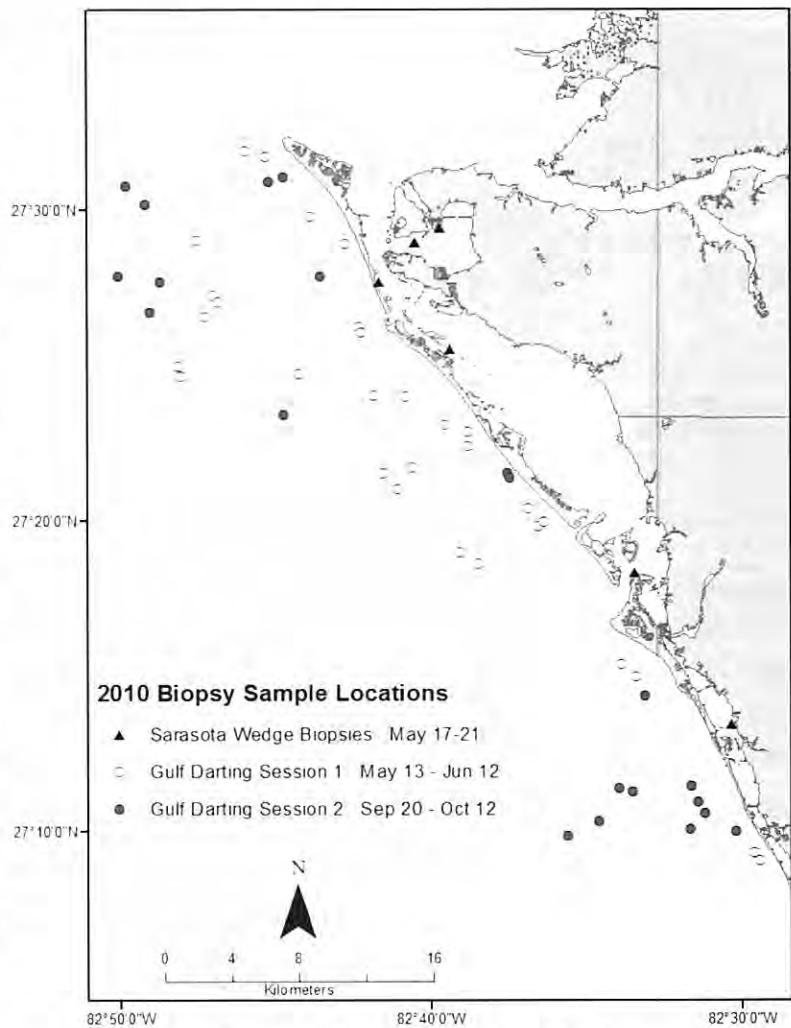 27°30'0"N
27°20'0"N
2010 Biopsy Sample Locations
Sarasota Wedge Biopsies May 17-21
Gulf Darting Session 1 May 13 - Jun 12
Gulf Darting Session 2 Sep 20 - Oct 12
27°10'0"N
N
0 4 8 16
Kilometers
82°50'0"W 82°40'0"W 82°30'0"W